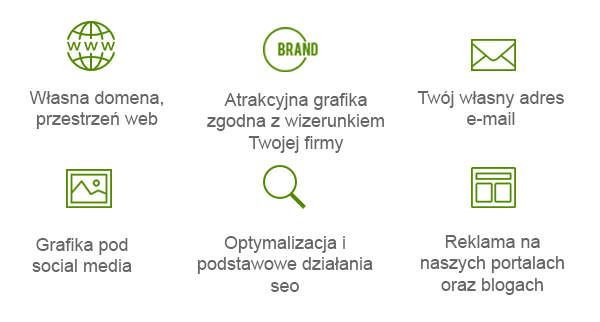 WWW
Własna domena,
przestrzeń web
BRAND
Atrakcyjna grafika
zgodna z wizerunkiem
Twojej firmy
Twój własny adres
e-mail
Grafika pod
social media
Optymalizacja i
podstawowe działania
seo
Reklama na
naszych portalach
oraz blogach